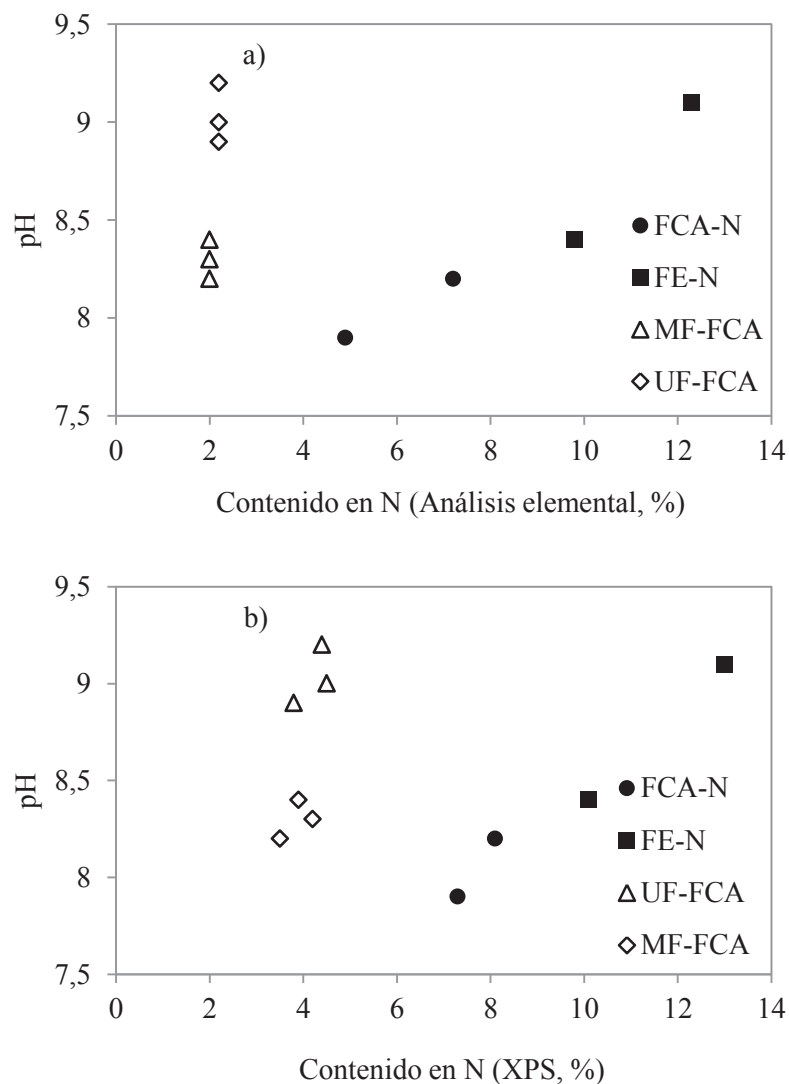 9,5
a)
9
8,5
8
7,5
pH
FCA-N
FE-N
MF-FCA
UF-FCA
0 2 4 6 8 10 12 14
Contenido en N (Análisis elemental, %)
9,5
b)
9
8,5
8
7,5
pH
FCA-N
FE-N
UF-FCA
MF-FCA
0 2 4 6 8 10 12 14
Contenido en N (XPS, %)